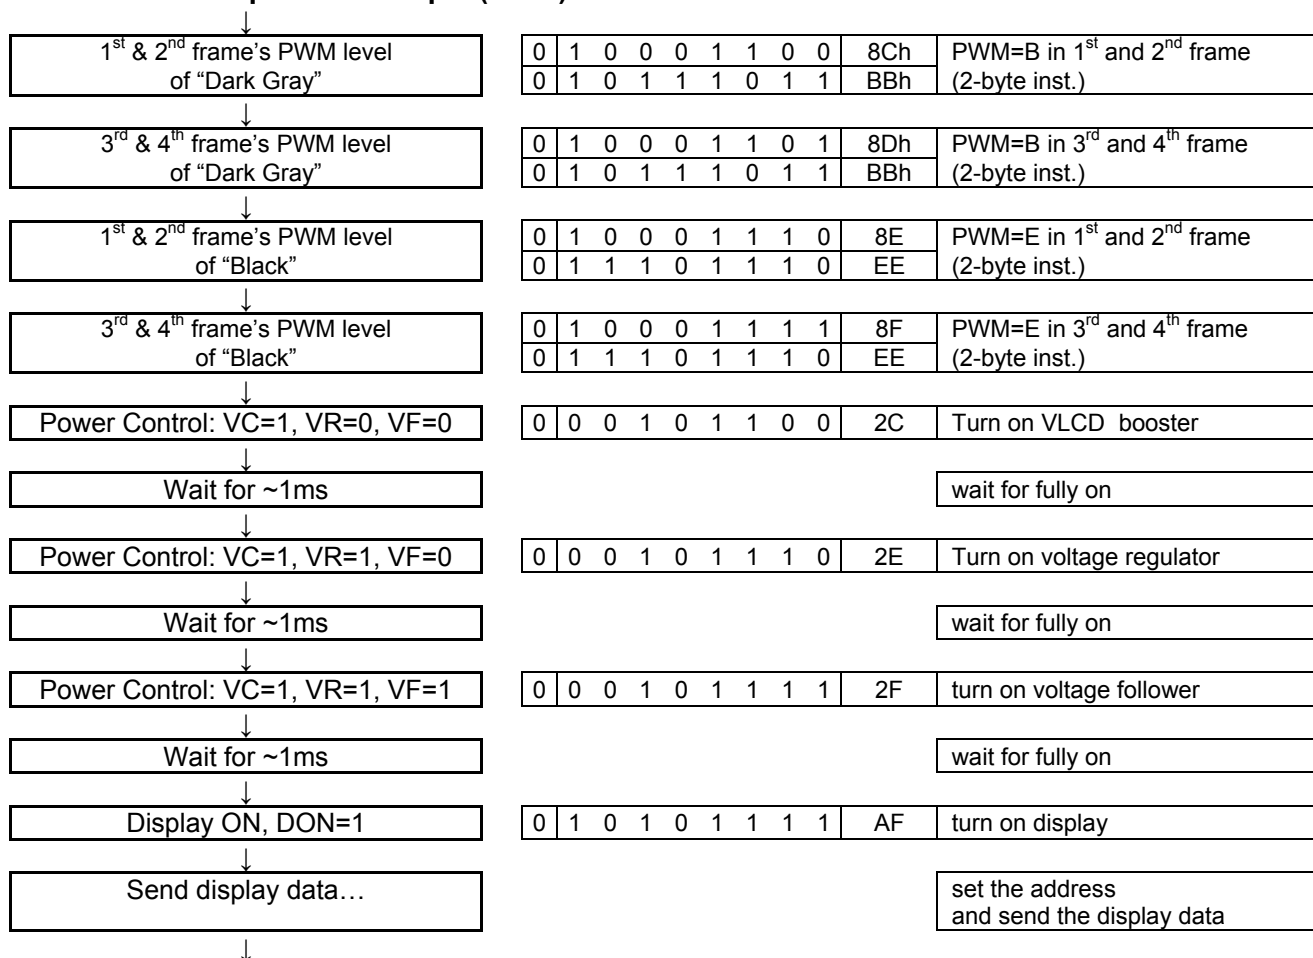 ↓
1st & 2nd frame's PWM level
of “Dark Gray”
0 1 0 0 0 1 1 0 0 8Ch PWM=B in 1st and 2nd frame
0 1 0 1 1 1 0 1 1 BBh (2-byte inst.)
↓
3rd & 4th frame's PWM level
of “Dark Gray”
0 1 0 0 0 1 1 0 1 8Dh PWM=B in 3rd and 4th frame
0 1 0 1 1 1 0 1 1 BBh (2-byte inst.)
↓
1st & 2nd frame's PWM level
of “Black”
0 1 0 0 0 1 1 1 0 8E PWM=E in 1st and 2nd frame
0 1 1 1 0 1 1 1 0 EE (2-byte inst.)
↓
3rd & 4th frame's PWM level
of “Black”
0 1 0 0 0 1 1 1 1 8F PWM=E in 3rd and 4th frame
0 1 1 1 0 1 1 1 0 EE (2-byte inst.)
↓
Power Control: VC=1, VR=0, VF=0 0 0 0 1 0 1 1 0 0 2C Turn on VLCD booster
↓
Wait for ~1ms wait for fully on
↓
Power Control: VC=1, VR=1, VF=0 0 0 0 1 0 1 1 1 0 2E Turn on voltage regulator
↓
Wait for ~1ms wait for fully on
↓
Power Control: VC=1, VR=1, VF=1 0 0 0 1 0 1 1 1 1 2F turn on voltage follower
↓
Wait for ~1ms wait for fully on
↓
Display ON, DON=1 0 1 0 1 0 1 1 1 1 AF turn on display
↓
Send display data… set the address
and send the display data
↓